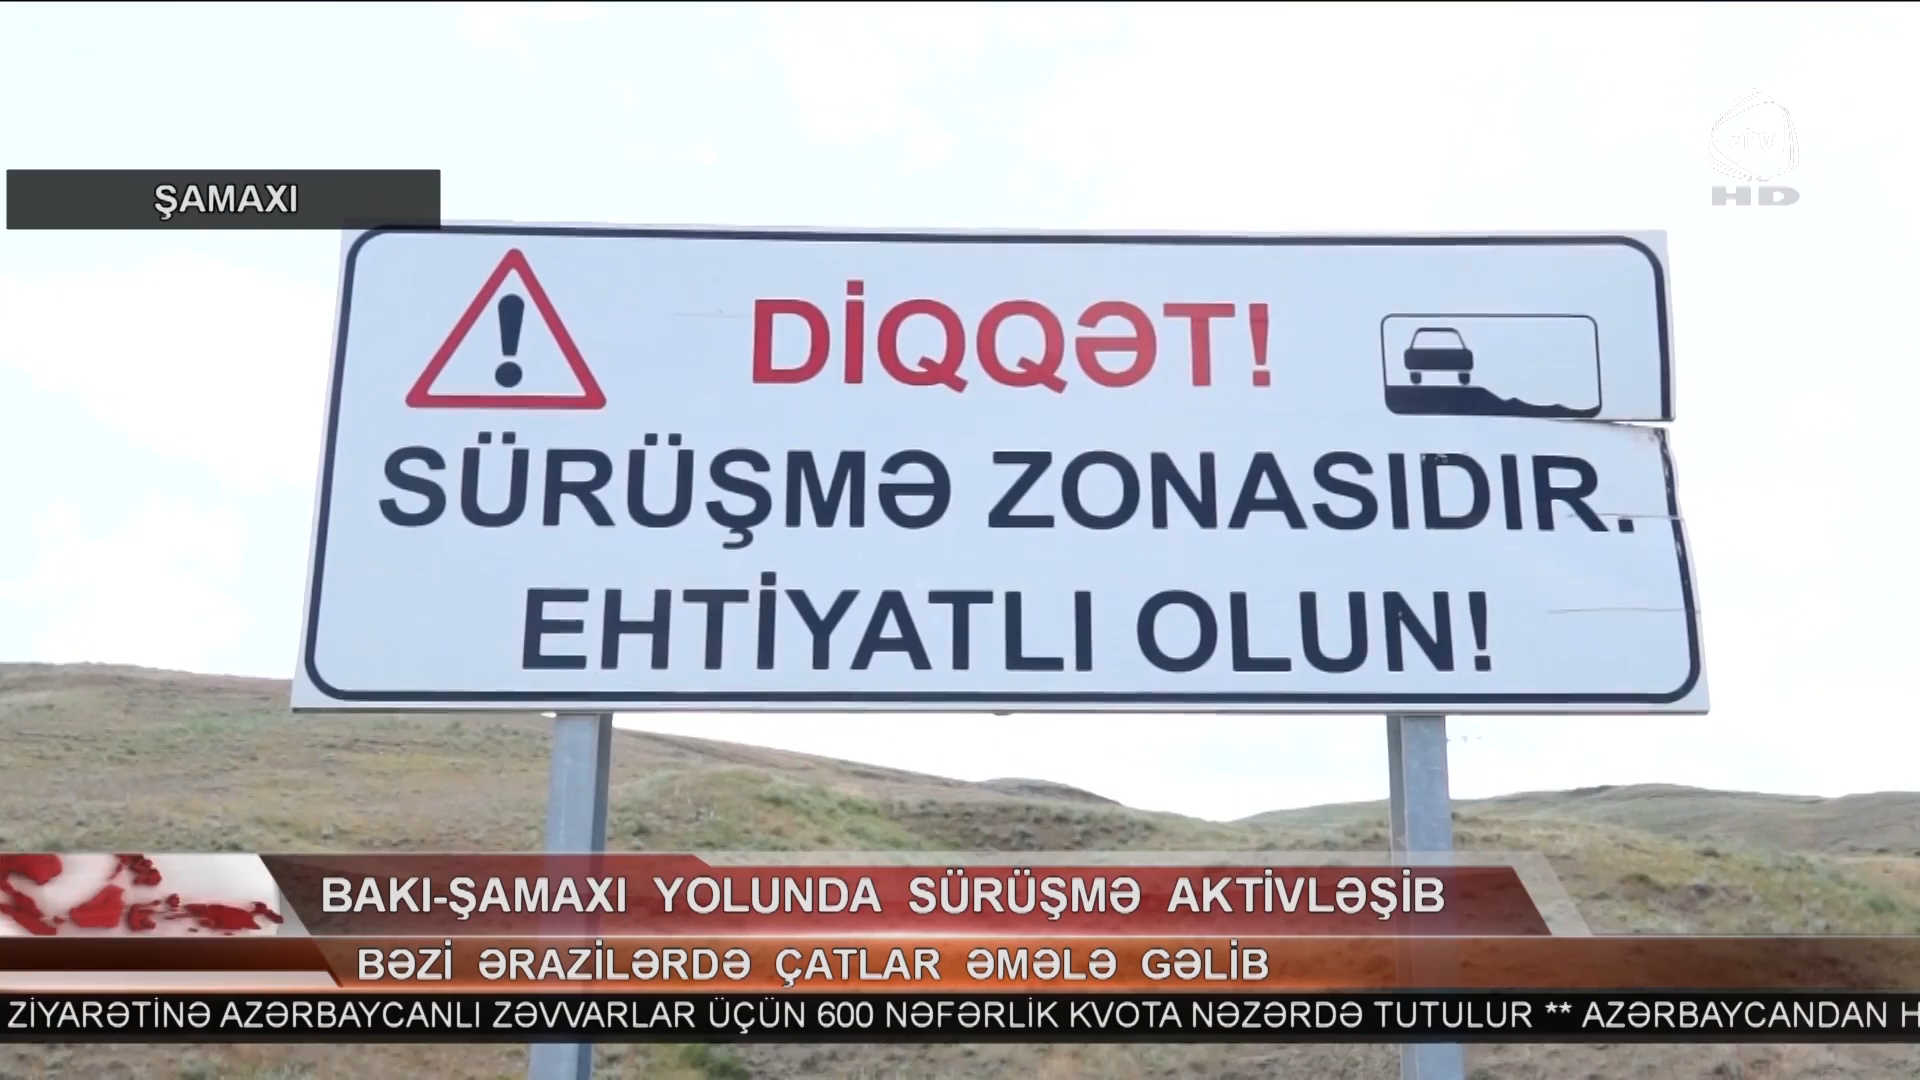 atv
HD
ŞAMAXI
DİQQƏT!
SÜRÜŞMƏ ZONASIDIR.
EHTİYATLI OLUN!
BAKI-ŞAMAXI YOLUNDA SÜRÜŞMƏ AKTİVLƏŞİB
BƏZİ ƏRAZİLƏRDƏ ÇATLAR ƏMƏLƏ GƏLİB
ZİYARƏTİNƏ AZƏRBAYCANLI ZƏVVARLAR ÜÇÜN 600 NƏFƏRLİK KVOTA NƏZƏRDƏ TUTULUR ** AZƏRBAYCANDAN H